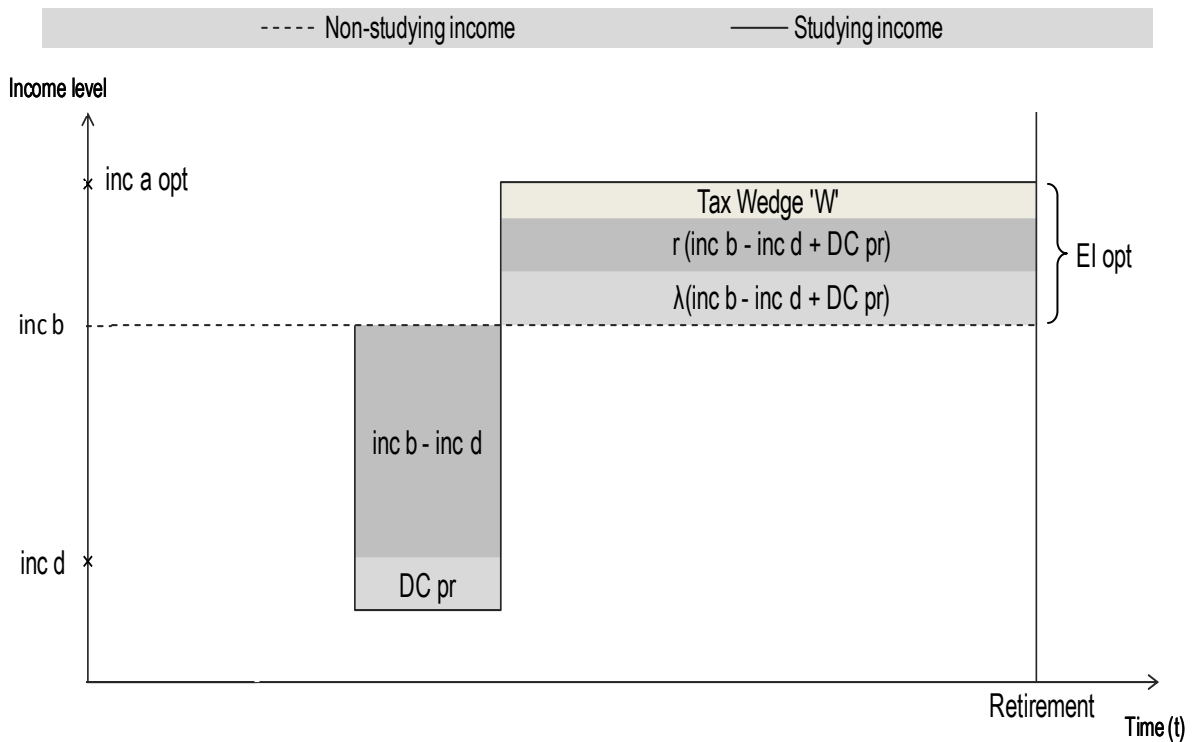 Non-studying income
Studying income
Income level
inc a opt
Tax Wedge 'W'
r (inc b - inc d + DC pr)
EI opt
λ(inc b - inc d + DC pr)
inc b
inc b - inc d
inc d
DC pr
Retirement
Time (t)